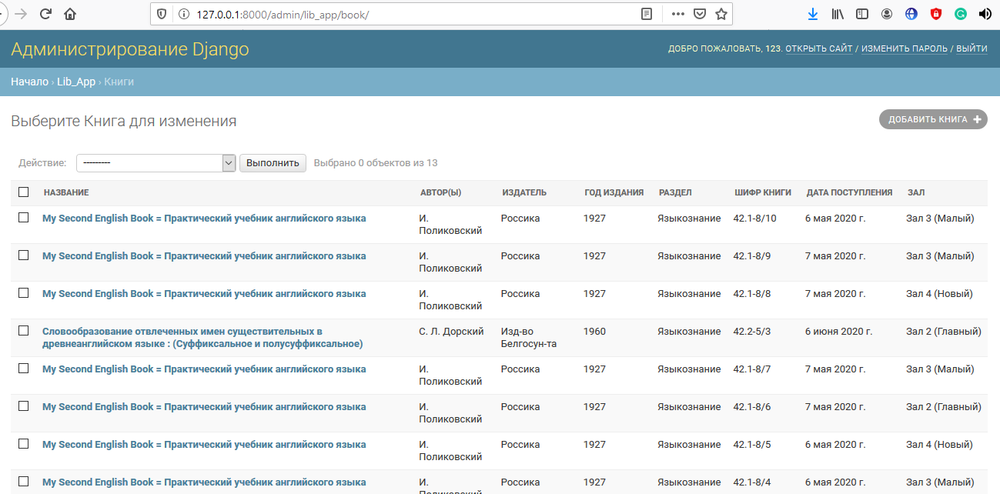 127.0.0.1:8000/admin/lib_app/book/
Администрирование Django
ДОБРО ПОЖАЛОВАТЬ, 123. ОТКРЫТЬ САЙТ / ИЗМЕНИТЬ ПАРОЛЬ / ВЫЙТИ
Начало › Lib_App › Книги
Выберите Книга для изменения
ДОБАВИТЬ КНИГА +
Действие: --------- Выполнить Выбрано 0 объектов из 13
НАЗВАНИЕ АВТОР(Ы) ИЗДАТЕЛЬ ГОД ИЗДАНИЯ РАЗДЕЛ ШИФР КНИГИ ДАТА ПОСТУПЛЕНИЯ ЗАЛ
My Second English Book = Практический учебник английского языка И. Россика 1927 Языкознание 42.1-8/10 6 мая 2020 г. Зал 3 (Малый)
Поликовский
My Second English Book = Практический учебник английского языка И. Россика 1927 Языкознание 42.1-8/9 7 мая 2020 г. Зал 3 (Малый)
Поликовский
My Second English Book = Практический учебник английского языка И. Россика 1927 Языкознание 42.1-8/8 7 мая 2020 г. Зал 4 (Новый)
Поликовский
Словообразование отвлеченных имен существительных в С. Л. Дорский Изд-во 1960 Языкознание 42.2-5/3 6 июня 2020 г. Зал 2 (Главный)
древнеанглийском языке : (Суффиксальное и полусуффиксальное) Белгосун-та
My Second English Book = Практический учебник английского языка И. Россика 1927 Языкознание 42.1-8/7 7 мая 2020 г. Зал 3 (Малый)
Поликовский
My Second English Book = Практический учебник английского языка И. Россика 1927 Языкознание 42.1-8/6 7 мая 2020 г. Зал 2 (Главный)
Поликовский
My Second English Book = Практический учебник английского языка И. Россика 1927 Языкознание 42.1-8/5 6 мая 2020 г. Зал 4 (Новый)
Поликовский
My Second English Book = Практический учебник английского языка И. Россика 1927 Языкознание 42.1-8/4 6 мая 2020 г. Зал 3 (Малый)